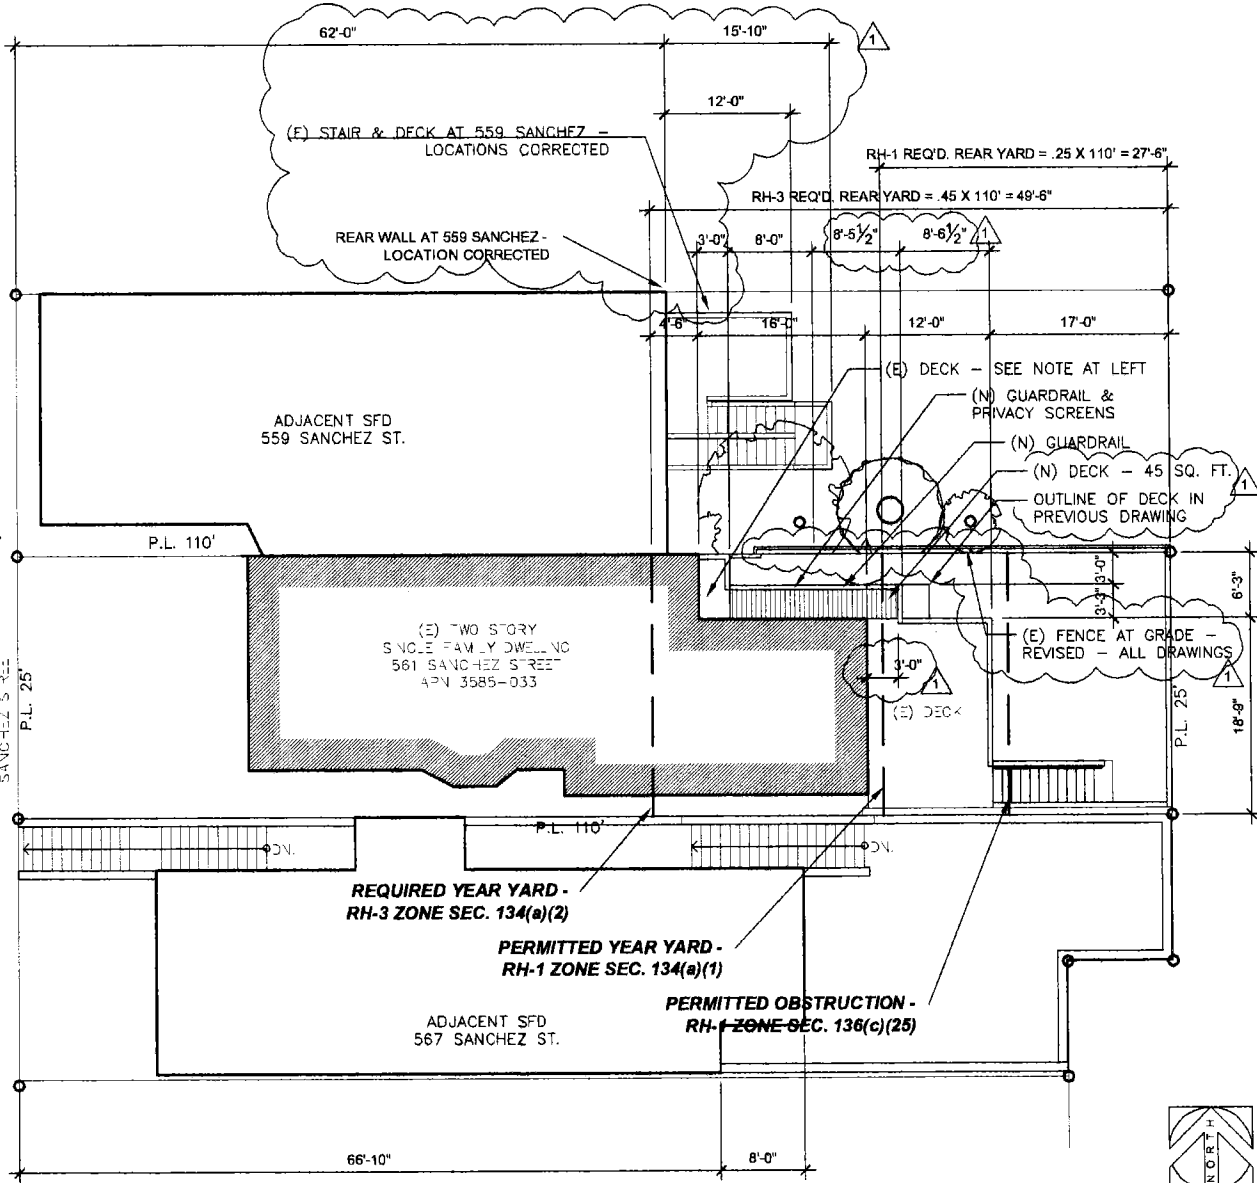 62'-0"
15'-10"
1
12'-0"
(E) STAIR & DECK AT 559 SANCHEZ –
LOCATIONS CORRECTED
RH-1 REQ'D. REAR YARD = .25 X 110' = 27'-6"
RH-3 REQ'D. REAR YARD = .45 X 110' = 49'-6"
REAR WALL AT 559 SANCHEZ -
LOCATION CORRECTED
3'-0"
8'-0"
8'-5½"
8'-6½"
1
4'-6"
16'-0"
12'-0"
17'-0"
(E) DECK – SEE NOTE AT LEFT
(N) GUARDRAIL &
PRIVACY SCREENS
(N) GUARDRAIL
(N) DECK – 45 SQ. FT.
1
OUTLINE OF DECK IN
PREVIOUS DRAWING
ADJACENT SFD
559 SANCHEZ ST.
P.L. 110'
3'-0"
3'-3"
6'-3"
(E) TWO STORY
SINGLE FAMILY DWELLING
561 SANCHEZ STREET
APN 3585-033
(E) FENCE AT GRADE –
REVISED – ALL DRAWINGS
1
3'-0"
1
(E) DECK
P.L. 25'
P.L. 25'
18'-9"
P.L. 110'
DN.
DN.
REQUIRED YEAR YARD -
RH-3 ZONE SEC. 134(a)(2)
PERMITTED YEAR YARD -
RH-1 ZONE SEC. 134(a)(1)
PERMITTED OBSTRUCTION -
RH-1 ZONE SEC. 136(c)(25)
ADJACENT SFD
567 SANCHEZ ST.
66'-10"
8'-0"
NORTH